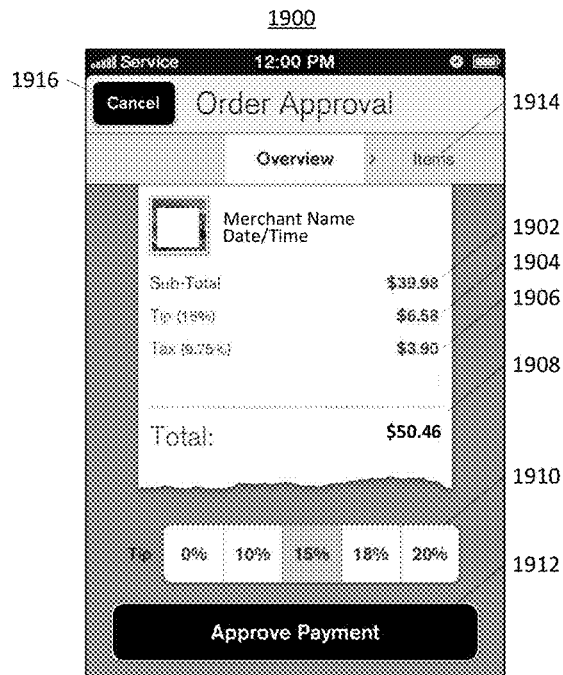 1900
Service 12:00 PM
1916
Cancel Order Approval
1914
Overview > Items
Merchant Name
Date/Time
1902
Sub-Total $39.98
1904
Tip (15%) $6.58
1906
Tax (9.75%) $3.90
1908
Total: $50.46
1910
Tip 0% 10% 15% 18% 20%
1912
Approve Payment